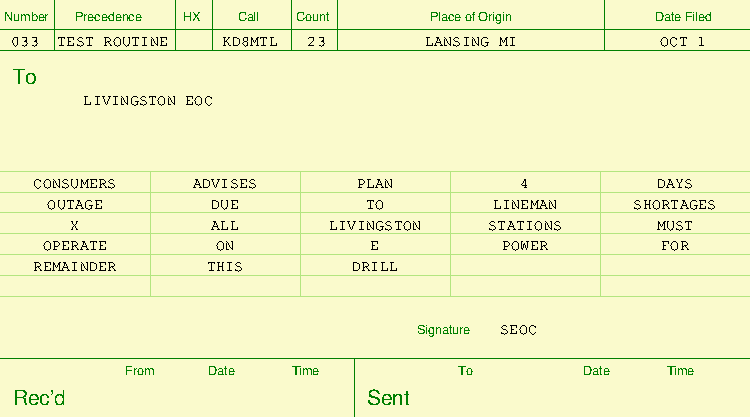 Number Precedence HX Call Count Place of Origin Date Filed
033 TEST ROUTINE KD8MTL 23 LANSING MI OCT 1
To
LIVINGSTON EOC
CONSUMERS ADVISES PLAN 4 DAYS
OUTAGE DUE TO LINEMAN SHORTAGES
X ALL LIVINGSTON STATIONS MUST
OPERATE ON E POWER FOR
REMAINDER THIS DRILL
Signature SEOC
From Date Time To Date Time
Rec'd Sent